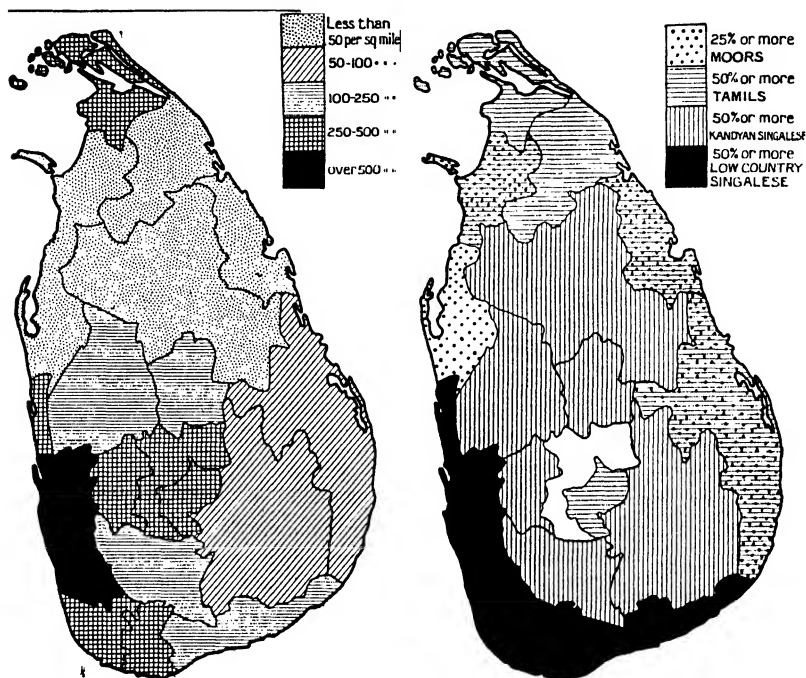 Less than
50 per sq mile
50-100 " "
100-250 " "
250-500 " "
over 500 " "
25% or more
MOORS
50% or more
TAMILS
50% or more
KANDYAN SINGALESE
50% or more
LOW COUNTRY
SINGALESE